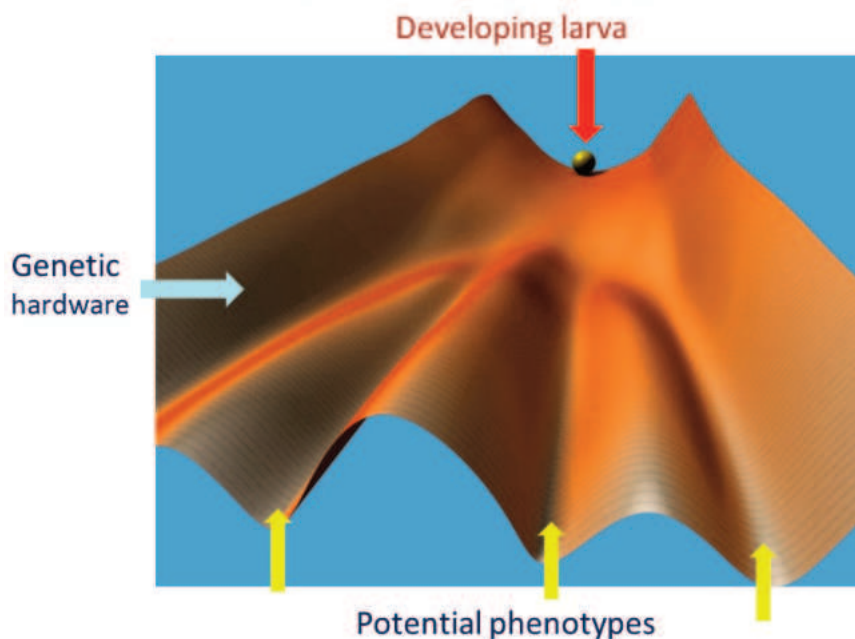 Developing larva
Genetic
hardware
Potential phenotypes